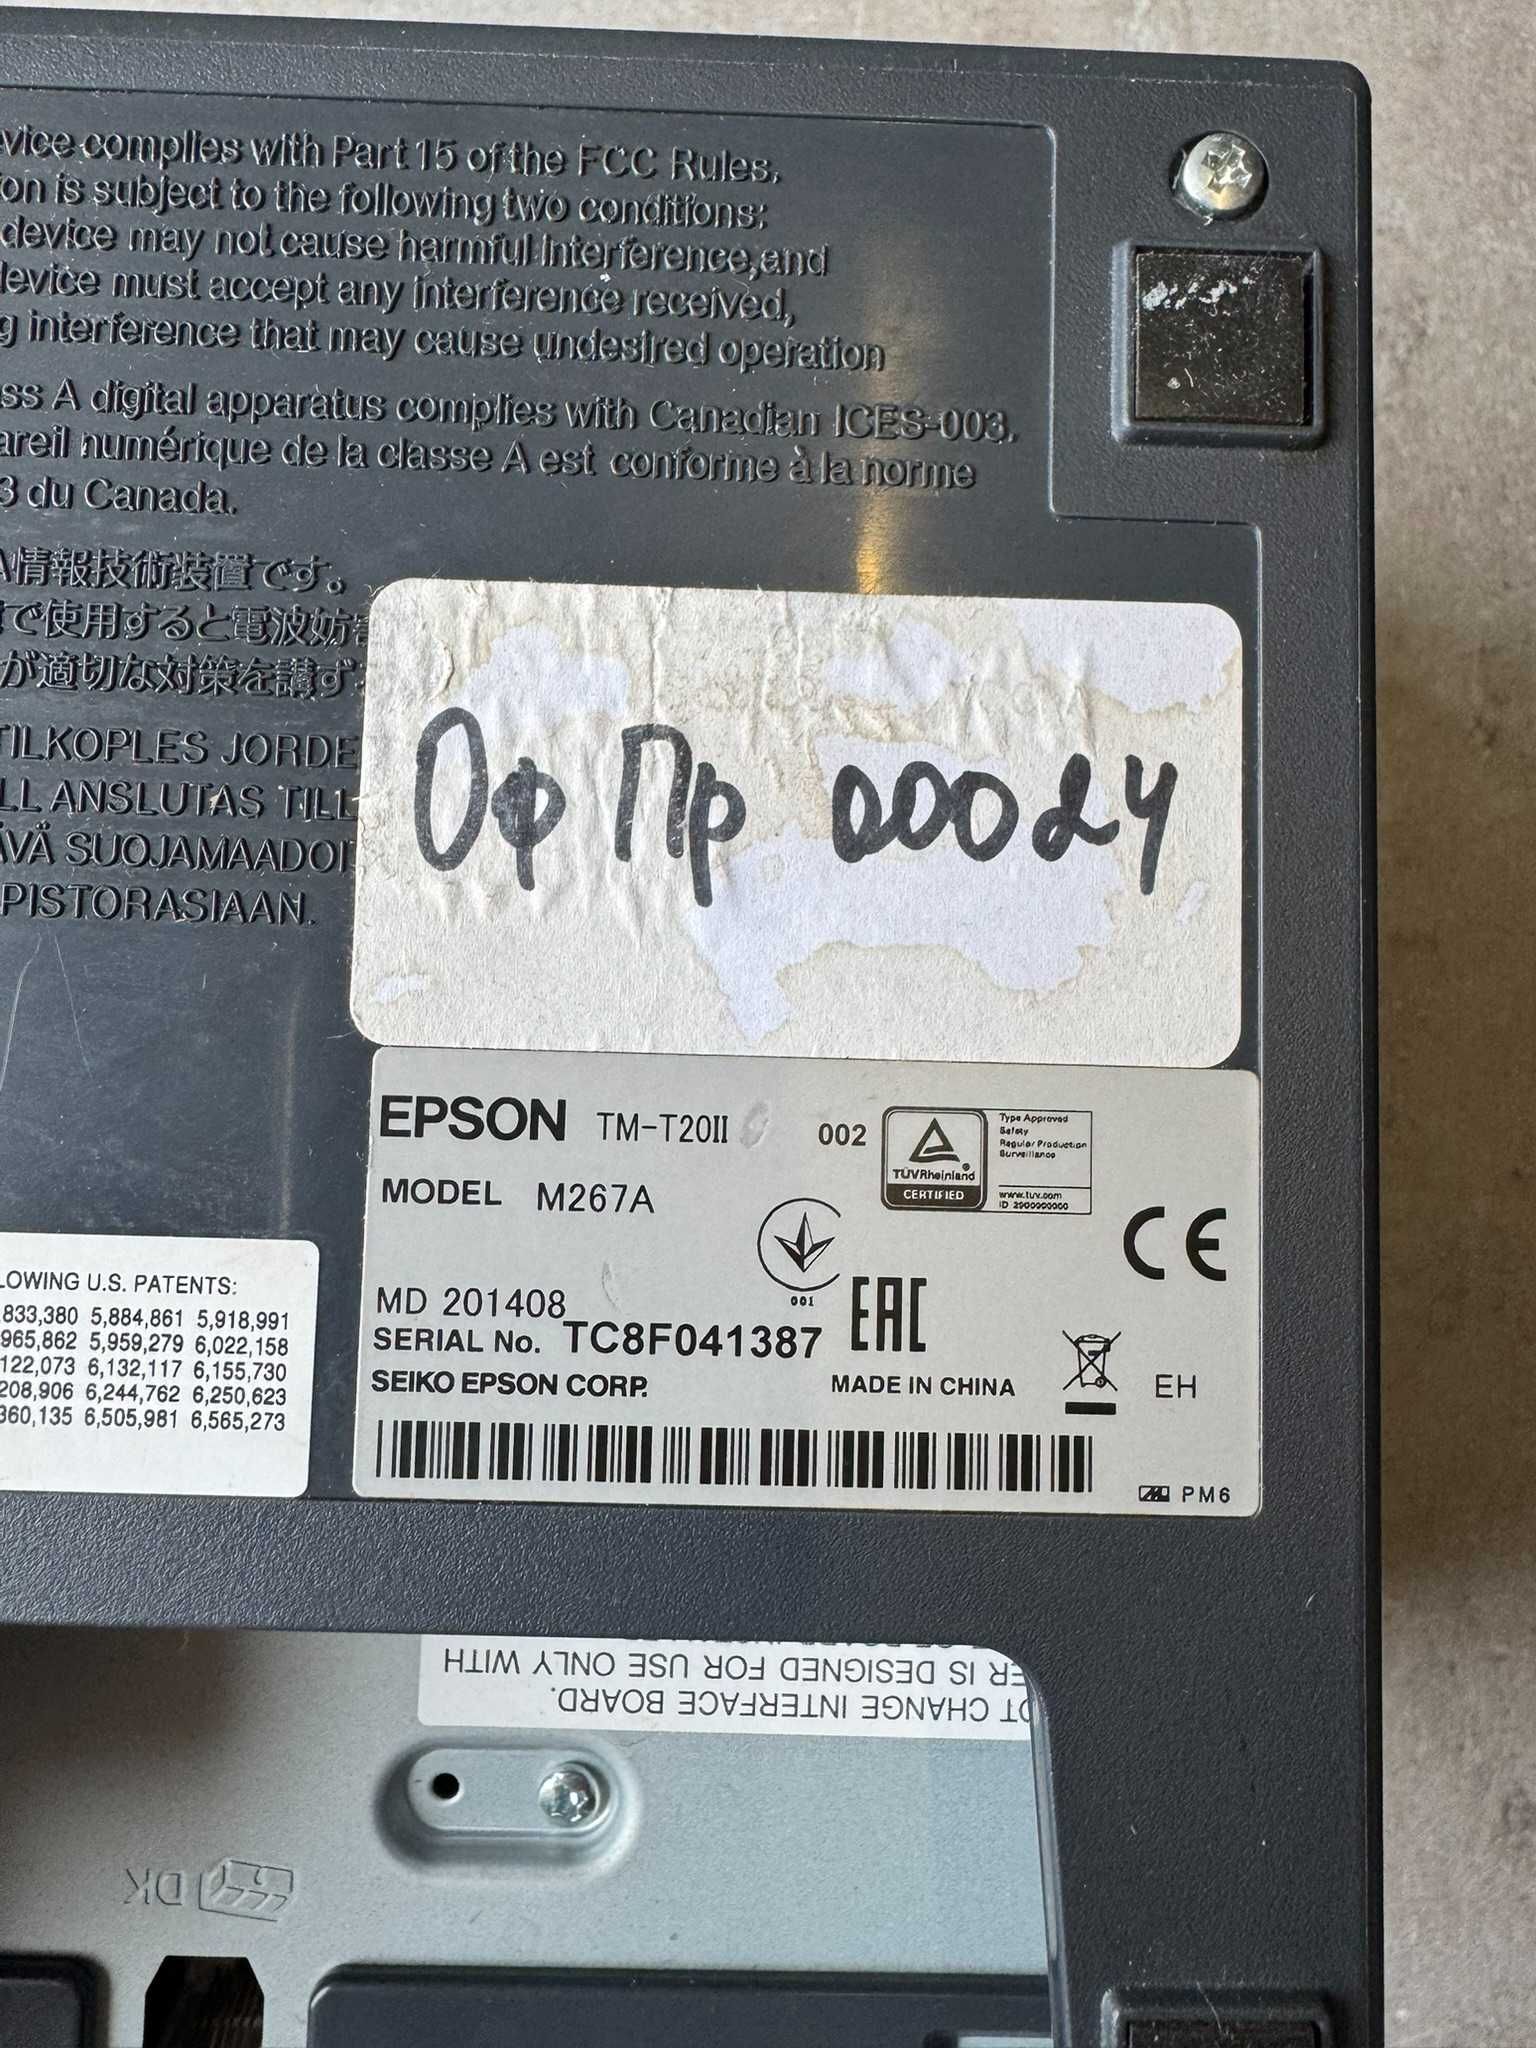 vice complies with Part 15 of the FCC Rules.
ion is subject to the following two conditions:
device may not cause harmful interference,and
device must accept any interference received,
g interference that may cause undesired operation
ss A digital apparatus complies with Canadian ICES-003.
areil numérique de la classe A est conforme à la norme
3 du Canada.
A情報技術装置です。
で使用すると電波妨害
が適切な対策を講ず
TILKOPLES JORDE
LL ANSLUTAS TILL
ÄVÄ SUOJAMAADOI
PISTORASIAAN.
Оф Пр 00024
EPSON TM-T20II 002
TÜVRheinland®
CERTIFIED
Type Approved
Safety
Regular Production
Surveillance
www.tuv.com
ID 2000000000
MODEL M267A
001
EAC
CE
MD 201408
SERIAL No. TC8F041387
SEIKO EPSON CORP. MADE IN CHINA EH
PM6
LOWING U.S. PATENTS:
833,380 5,884,861 5,918,991
965,862 5,959,279 6,022,158
122,073 6,132,117 6,155,730
208,906 6,244,762 6,250,623
360,135 6,505,981 6,565,273
OT CHANGE INTERFACE BOARD.
ER IS DESIGNED FOR USE ONLY WITH
DK